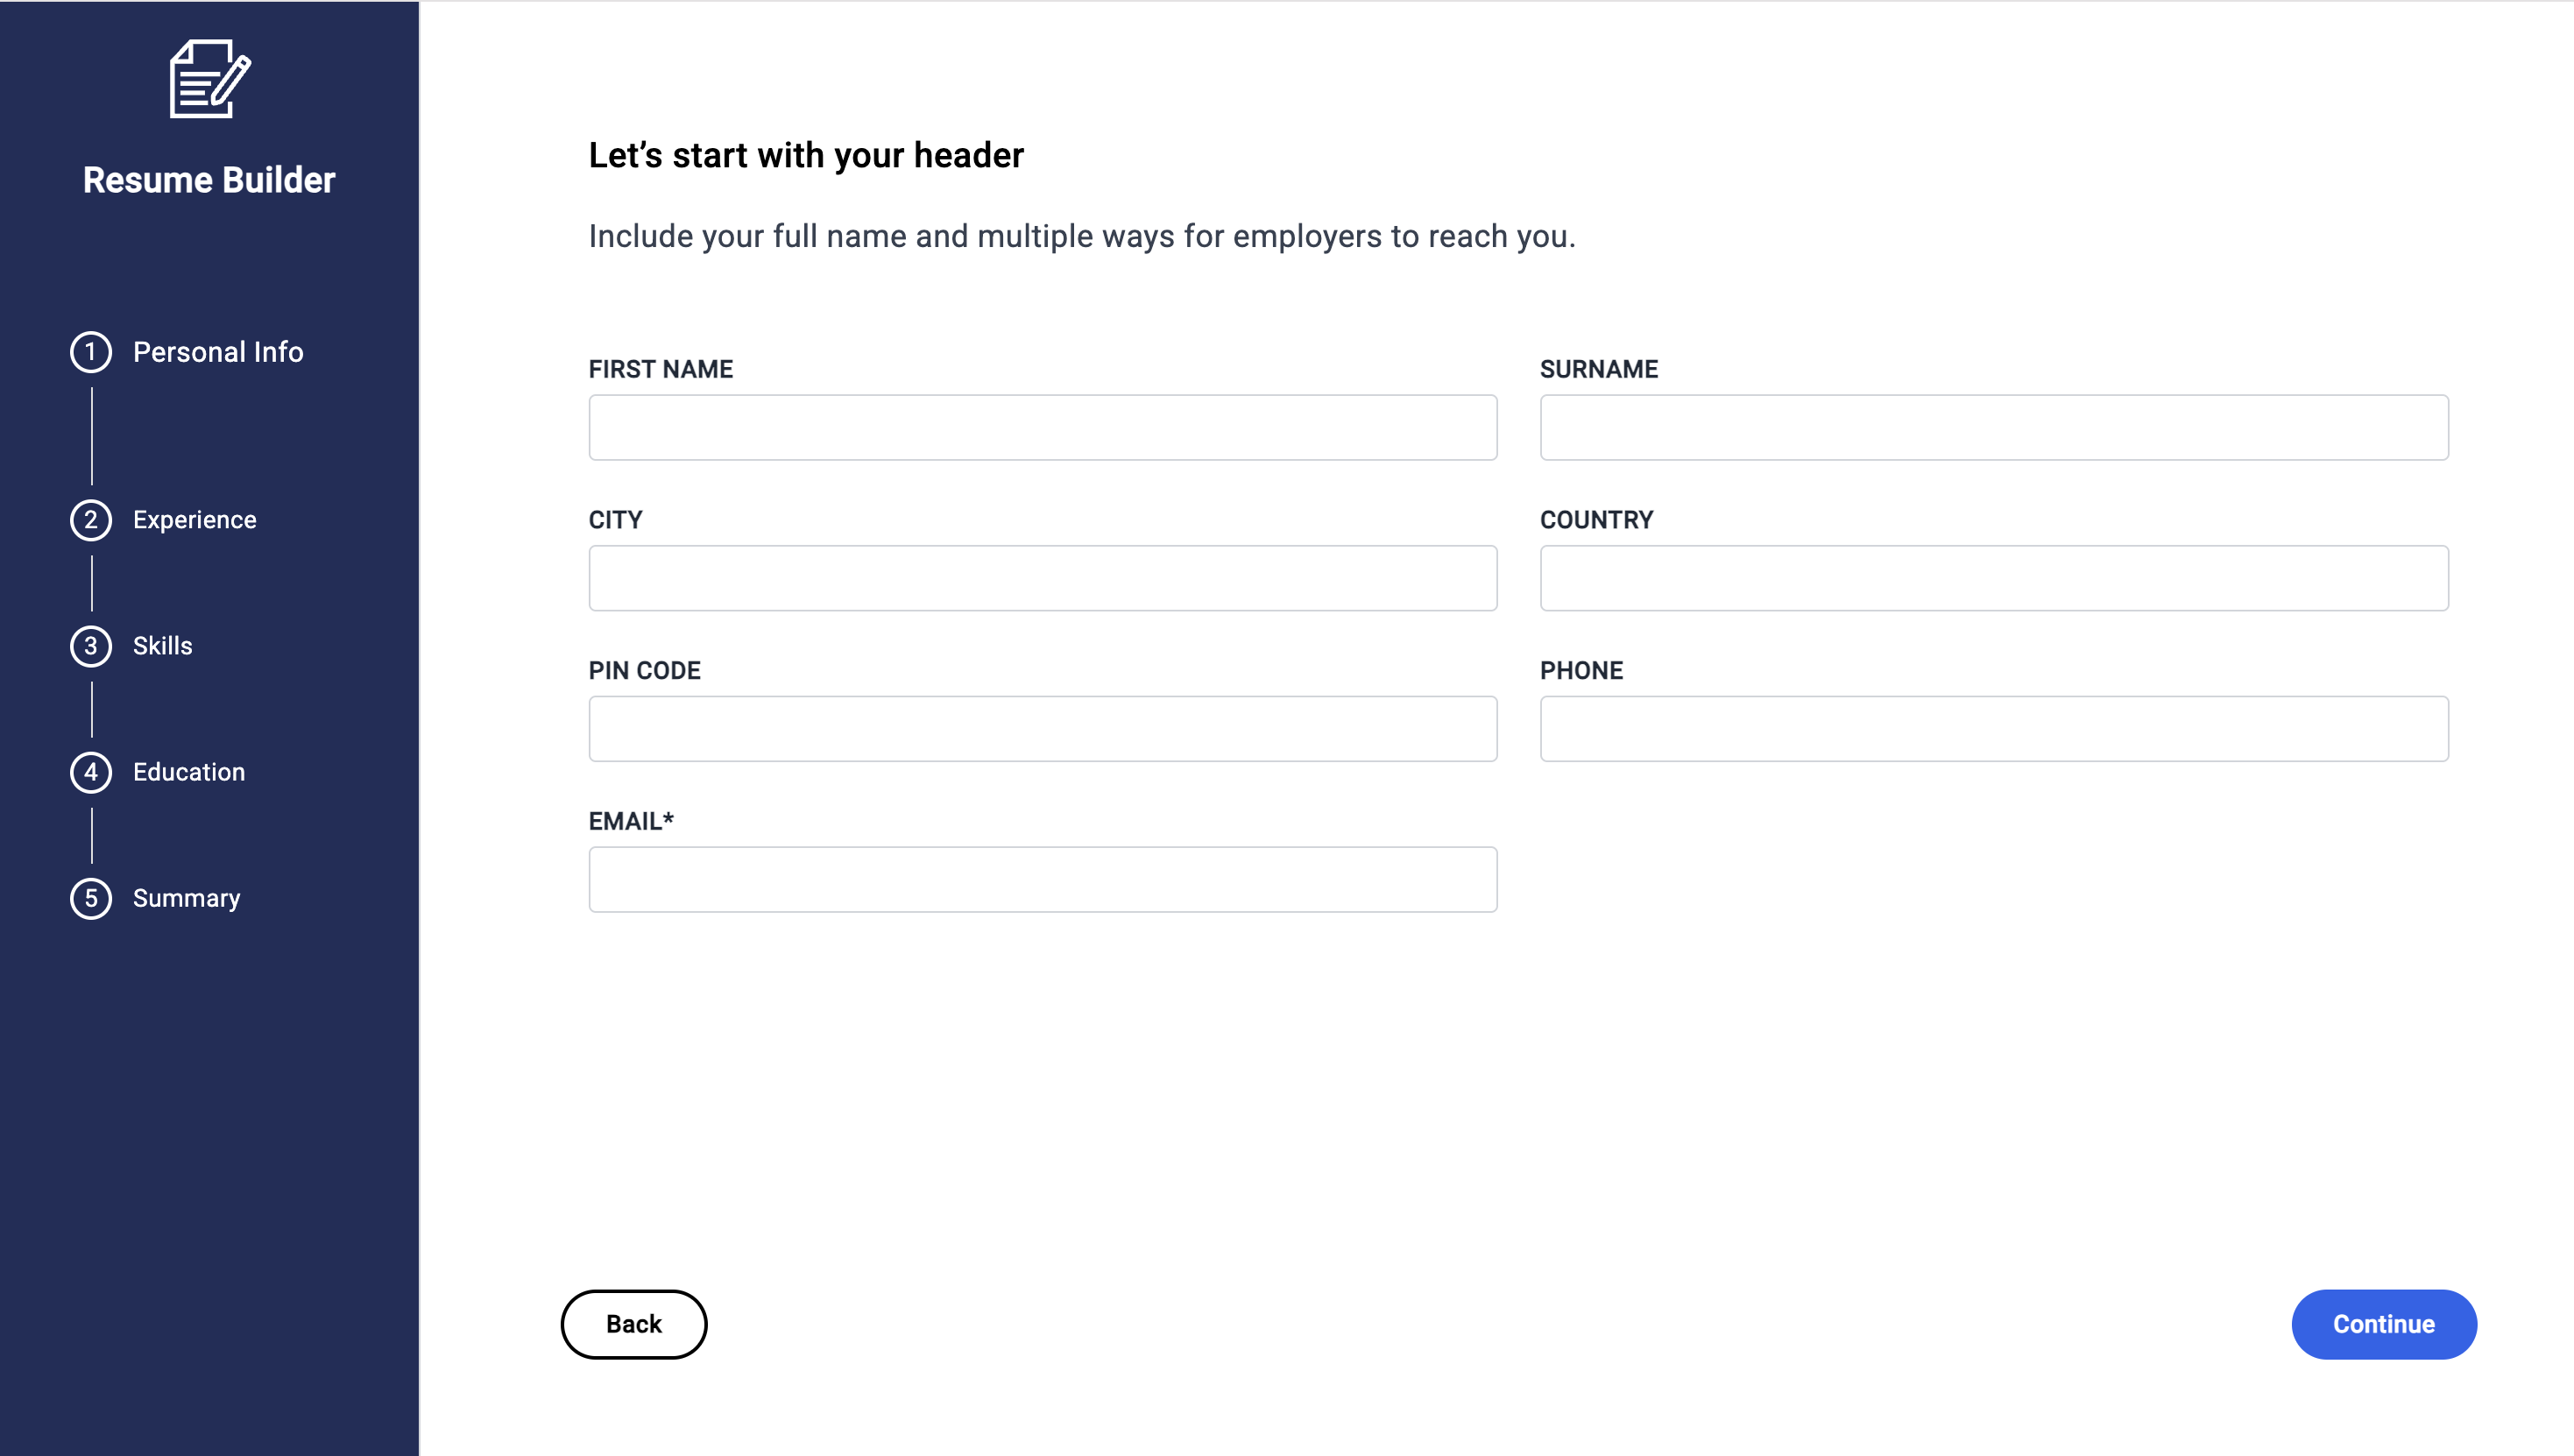 Resume Builder
1 Personal Info
2 Experience
3 Skills
4 Education
5 Summary
Let’s start with your header
Include your full name and multiple ways for employers to reach you.
FIRST NAME
SURNAME
CITY
COUNTRY
PIN CODE
PHONE
EMAIL*
Back
Continue